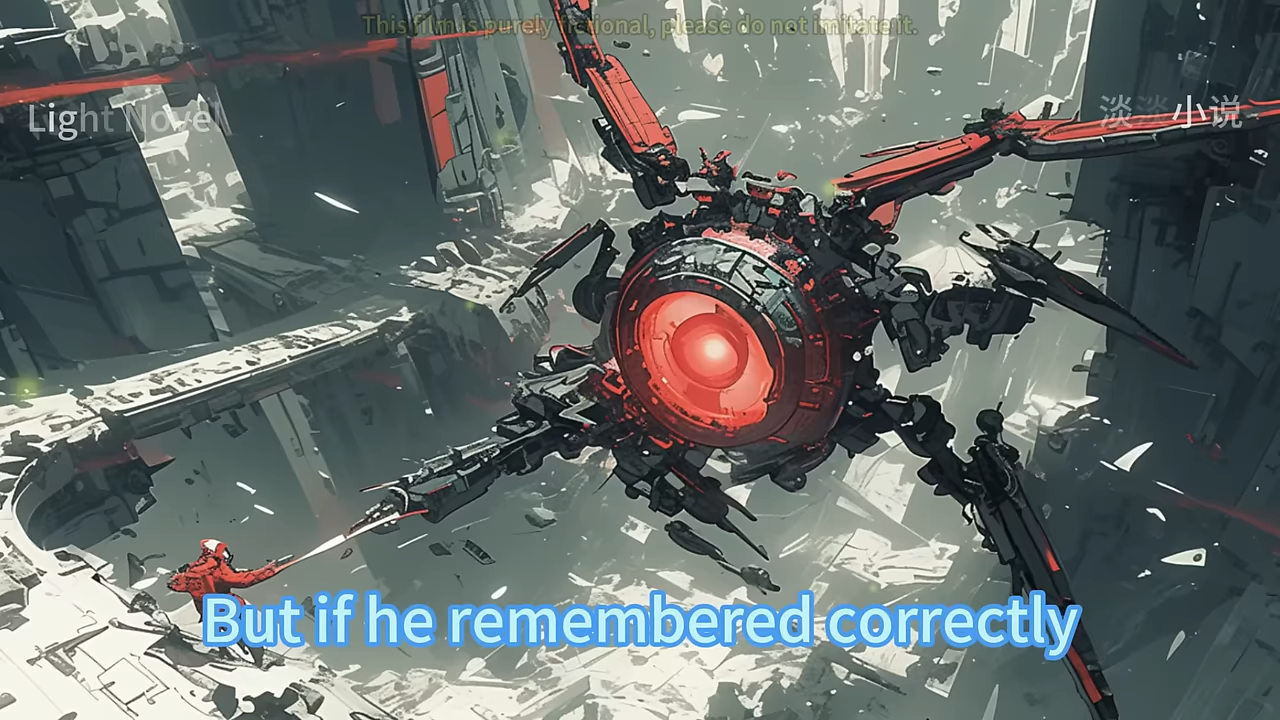 This film is purely fictional, please do not imitate it.
Light Novel
淡淡小说
But if he remembered correctly